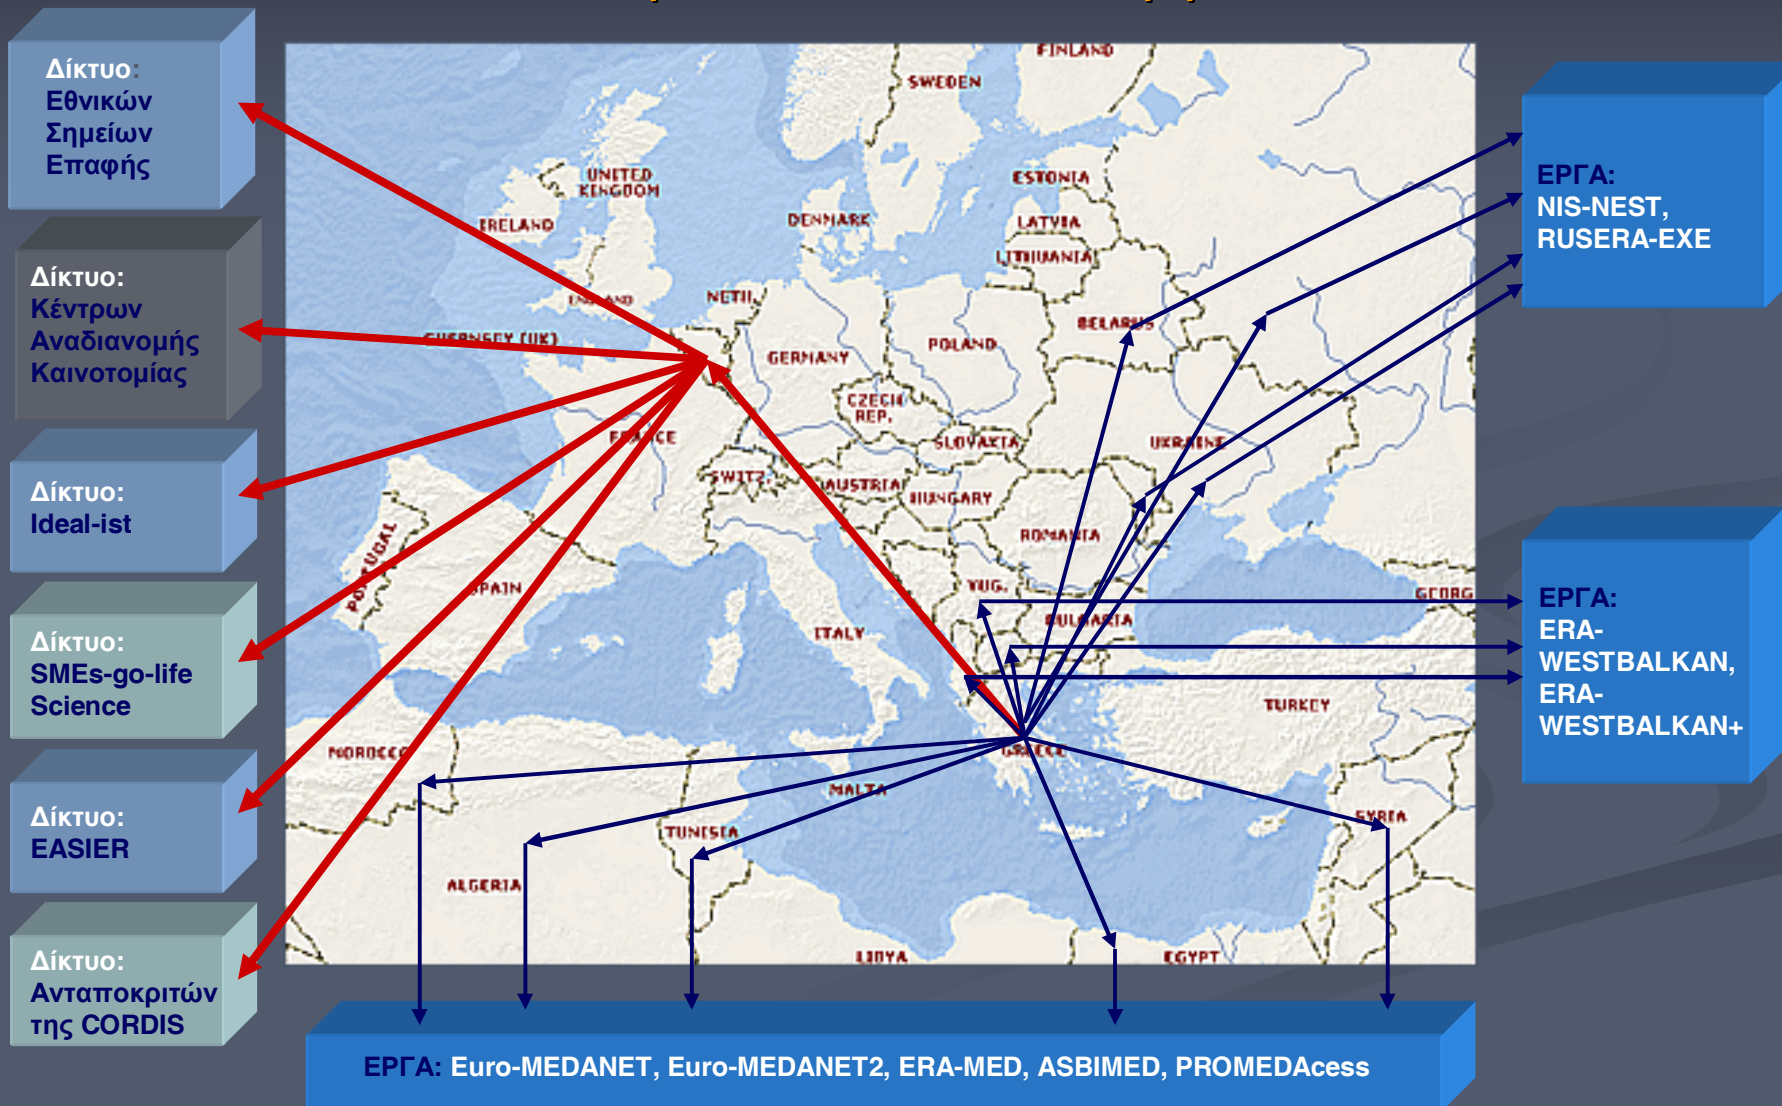 Δίκτυο:
Εθνικών
Σημείων
Επαφής
Δίκτυο:
Κέντρων
Αναδιανομής
Καινοτομίας
Δίκτυο:
Ideal-ist
Δίκτυο:
SMEs-go-life
Science
Δίκτυο:
EASIER
Δίκτυο:
Ανταποκριτών
της CORDIS
FINLAND
SWEDEN
UNITED
KINGDOM
ESTONIA
IRELAND
DENMARK
LATVIA
LITHUANIA
ENGLAND
NETH.
GUERNSEY (UK)
BELARUS
GERMANY
POLAND
CZECH
REP.
FRANCE
SLOVAKIA
UKRAINE
SWITZ.
AUSTRIA
HUNGARY
ROMANIA
PORTUGAL
SPAIN
YUG.
GEORG
BULGARIA
ITALY
TURKEY
MOROCCO
GREECE
MALTA
SYRIA
TUNISIA
ALGERIA
LIBYA
EGYPT
ΕΡΓΑ:
NIS-NEST,
RUSERA-EXE
ΕΡΓΑ:
ERA-
WESTBALKAN,
ERA-
WESTBALKAN+
ΕΡΓΑ: Euro-MEDANET, Euro-MEDANET2, ERA-MED, ASBIMED, PROMEDAcess